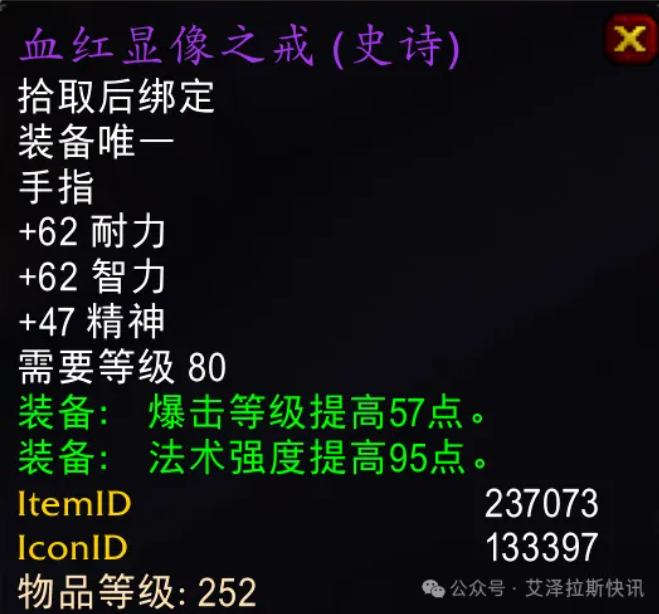 血红显像之戒 (史诗)
拾取后绑定
装备唯一
手指
+62 耐力
+62 智力
+47 精神
需要等级 80
装备: 爆击等级提高57点。
装备: 法术强度提高95点。
ItemID 237073
IconID 133397
物品等级: 252
公众号 · 艾泽拉斯快讯